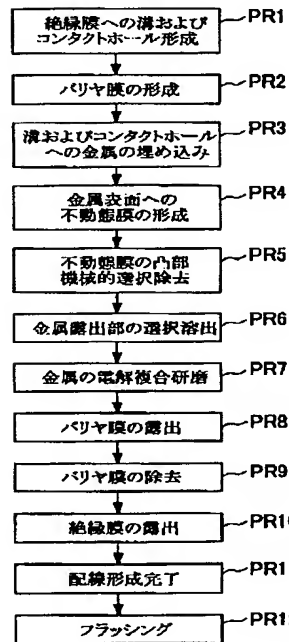 絶縁膜への溝および
コンタクトホール形成
PR1
バリヤ膜の形成
PR2
溝およびコンタクトホール
への金属の埋め込み
PR3
金属表面への
不動態膜の形成
PR4
不動態膜の凸部
機械的選択除去
PR5
金属露出部の選択溶出
PR6
金属の電解複合研磨
PR7
バリヤ膜の露出
PR8
バリヤ膜の除去
PR9
絶縁膜の露出
PR1
配線形成完了
PR1
フラッシング
PR1